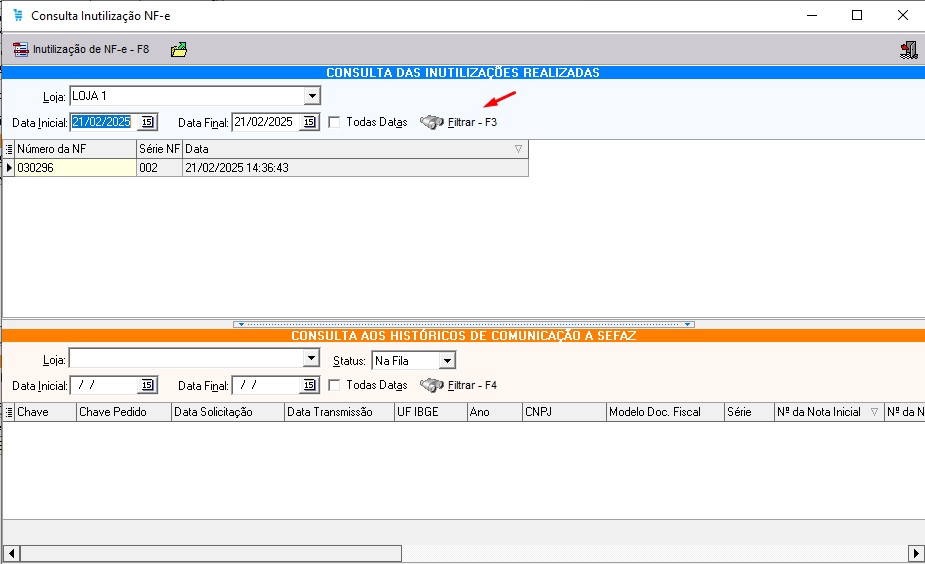 Consulta Inutilização NF-e
Inutilização de NF-e - F8
CONSULTA DAS INUTILIZAÇÕES REALIZADAS
Loja: LOJA 1
Data Inicial: 21/02/2025 15 Data Final: 21/02/2025 15 Todas Datas Filtrar - F3
Número da NF Série NF Data
030296 002 21/02/2025 14:36:43
CONSULTA AOS HISTÓRICOS DE COMUNICAÇÃO A SEFAZ
Loja: Status: Na Fila
Data Inicial: / / 15 Data Final: / / 15 Todas Datas Filtrar - F4
Chave Chave Pedido Data Solicitação Data Transmissão UF IBGE Ano CNPJ Modelo Doc. Fiscal Série Nº da Nota Inicial Nº da N